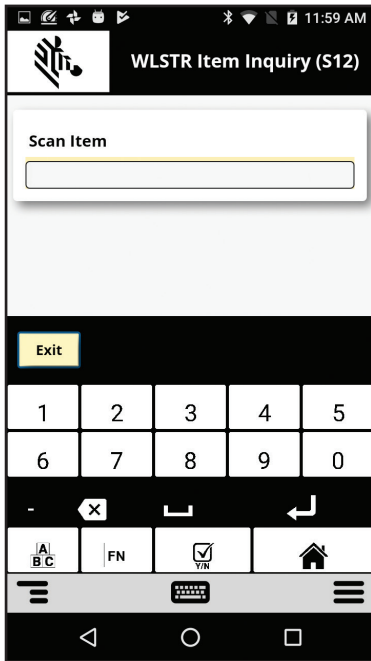 11:59 AM
WLSTR Item Inquiry (S12)
Scan Item
Exit
1 2 3 4 5
6 7 8 9 0
-
A
B C
FN
Y/N